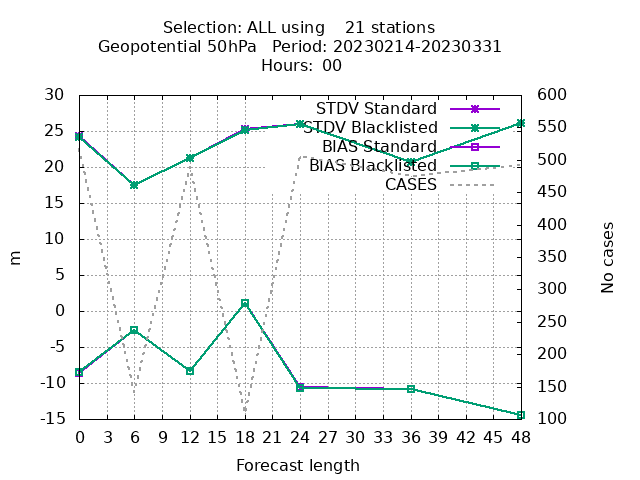 Selection: ALL using    21 stations
Geopotential 50hPa   Period: 20230214-20230331
Hours: 00
30 600
STDV Standard
25 550
STDV Blacklisted
BIAS Standard
20 500
BIAS Blacklisted
CASES
450
15 400
10 350
5 300
0 250
-5 200
-10 150
-15 100
m
No cases
0 3 6 9 12 15 18 21 24 27 30 33 36 39 42 45 48
Forecast length